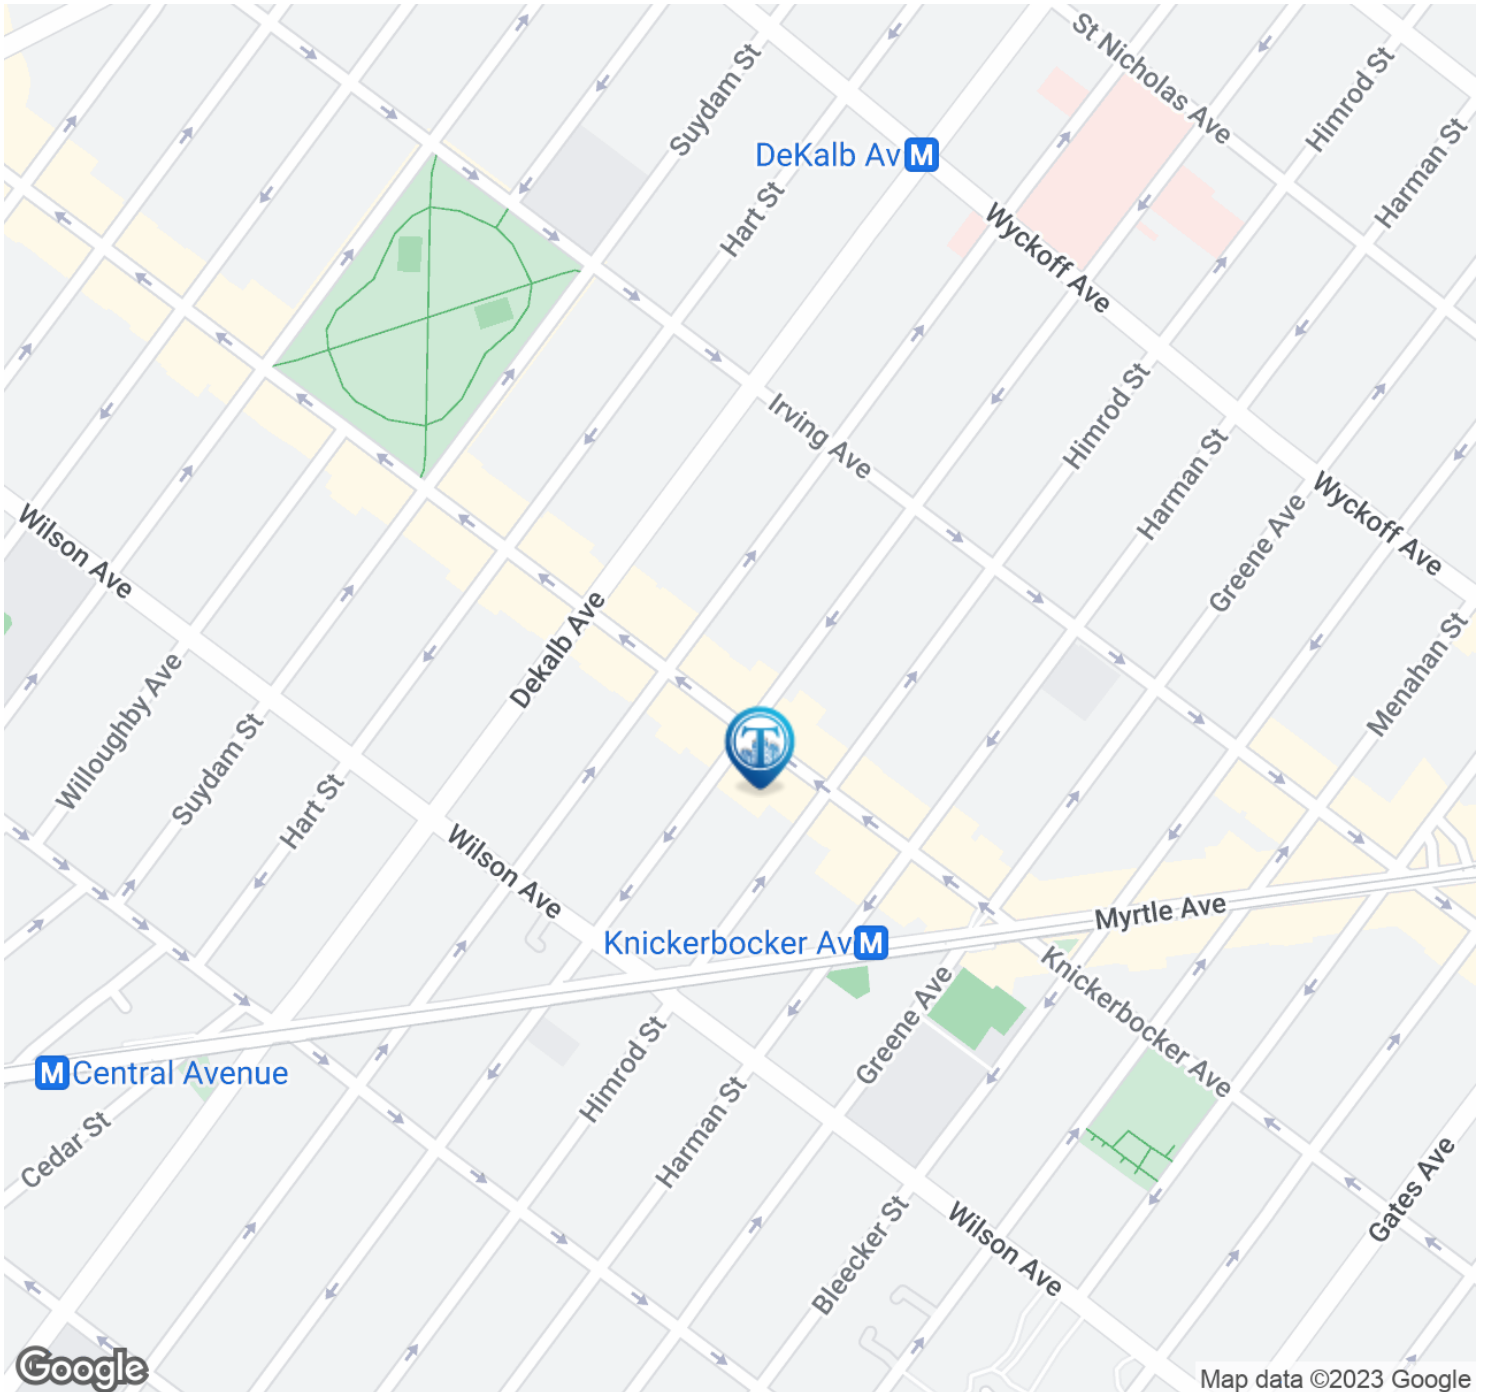 St Nicholas Ave
Suydam St
Himrod St
DeKalb Av M
Harman St
Hart St
Wyckoff Ave
Himrod St
Irving Ave
Harman St
Wyckoff Ave
Greene Ave
Wilson Ave
Dekalb Ave
Menahan St
Willoughby Ave
Suydam St
T
Hart St
Wilson Ave
Myrtle Ave
Knickerbocker Av M
Knickerbocker Ave
Greene Ave
M Central Avenue
Himrod St
Harman St
Cedar St
Gates Ave
Bleecker St
Wilson Ave
Google
Map data ©2023 Google